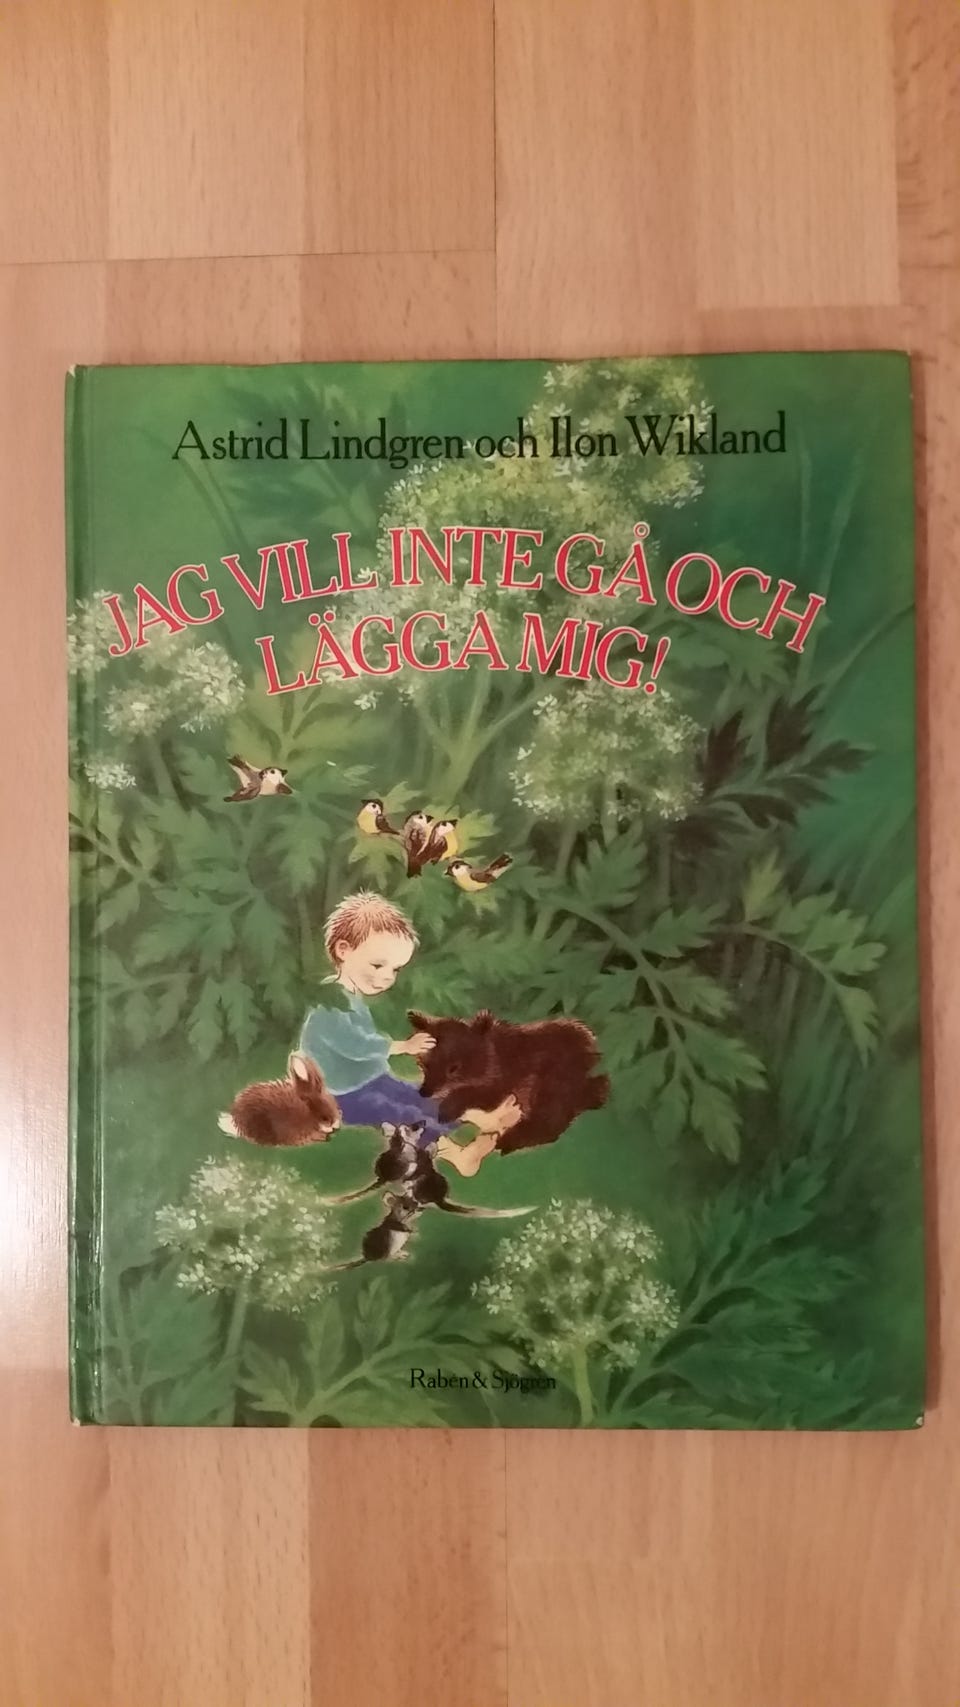 Astrid Lindgren och Ilon Wikland
JAG VILL INTE GÅ OCH
LÄGGA MIG!
Rabén & Sjögren